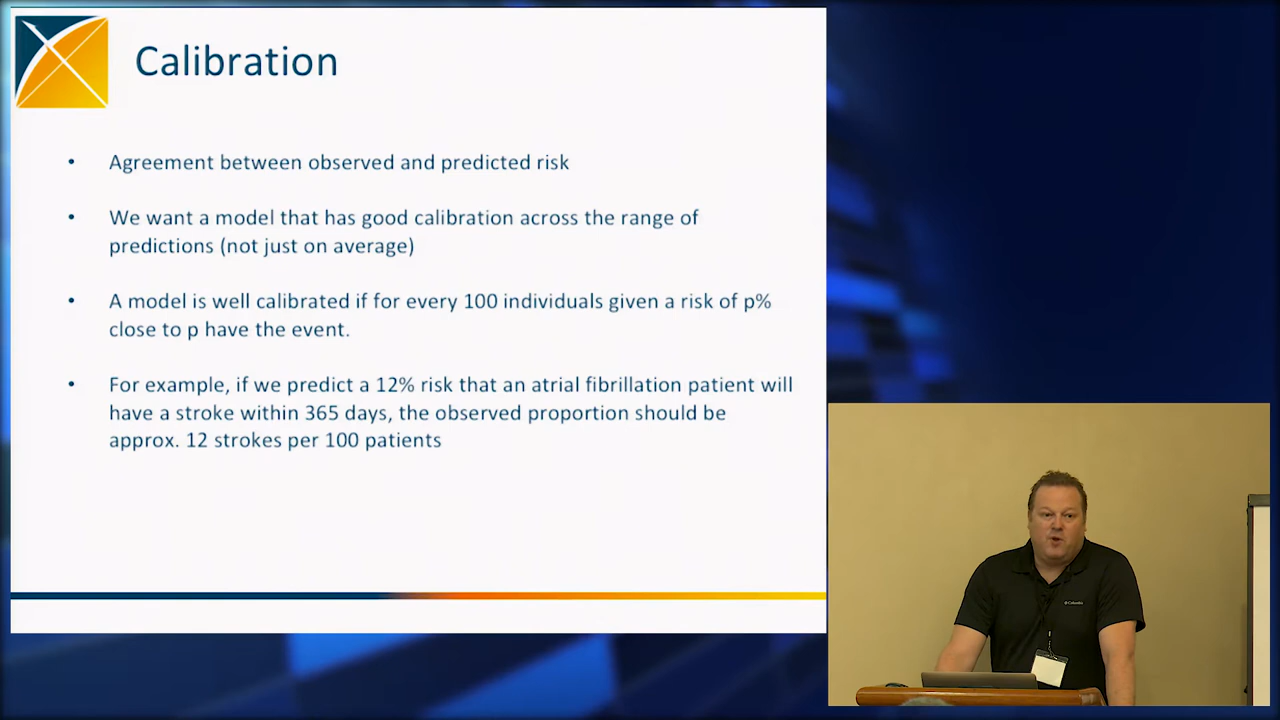 Calibration
• Agreement between observed and predicted risk
• We want a model that has good calibration across the range of
predictions (not just on average)
• A model is well calibrated if for every 100 individuals given a risk of p%
close to p have the event.
• For example, if we predict a 12% risk that an atrial fibrillation patient will
have a stroke within 365 days, the observed proportion should be
approx. 12 strokes per 100 patients
Columbia